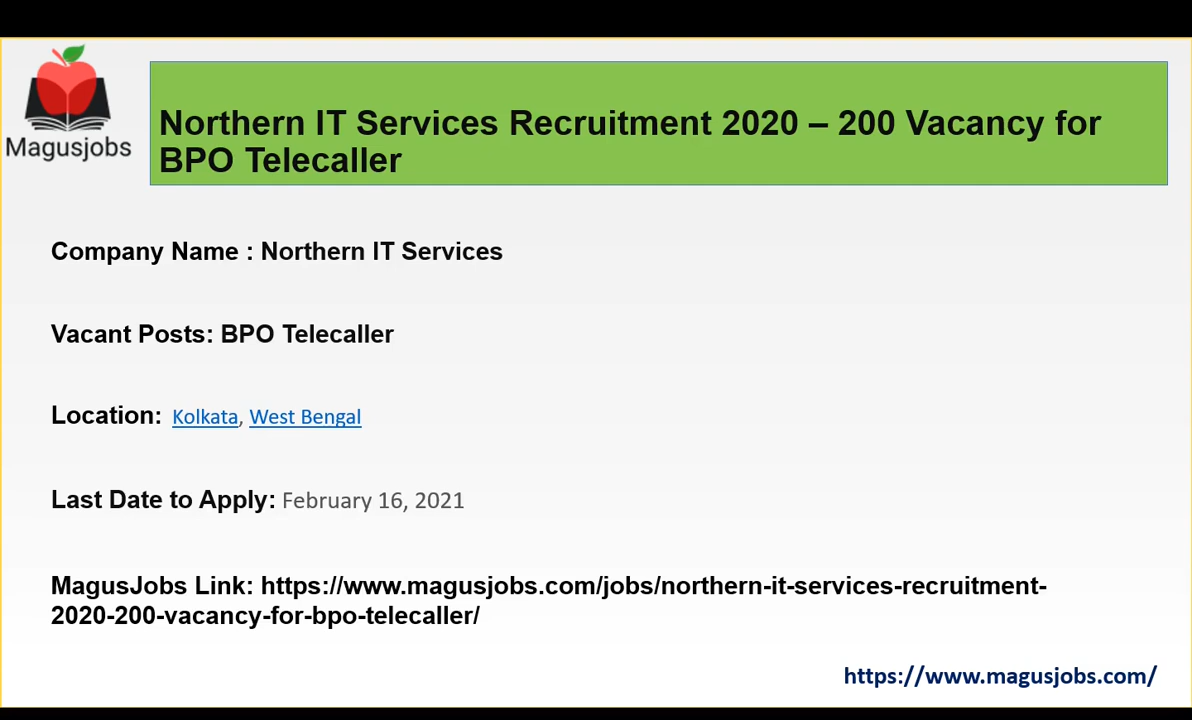 Magusjobs
Northern IT Services Recruitment 2020 – 200 Vacancy for
BPO Telecaller
Company Name : Northern IT Services
Vacant Posts: BPO Telecaller
Location: Kolkata, West Bengal
Last Date to Apply: February 16, 2021
MagusJobs Link: https://www.magusjobs.com/jobs/northern-it-services-recruitment-
2020-200-vacancy-for-bpo-telecaller/
https://www.magusjobs.com/